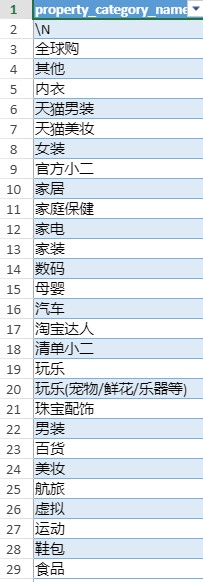 1 property_category_name
2 \N
3 全球购
4 其他
5 内衣
6 天猫男装
7 天猫美妆
8 女装
9 官方小二
10 家居
11 家庭保健
12 家电
13 家装
14 数码
15 母婴
16 汽车
17 淘宝达人
18 清单小二
19 玩乐
20 玩乐(宠物/鲜花/乐器等)
21 珠宝配饰
22 男装
23 百货
24 美妆
25 航旅
26 虚拟
27 运动
28 鞋包
29 食品